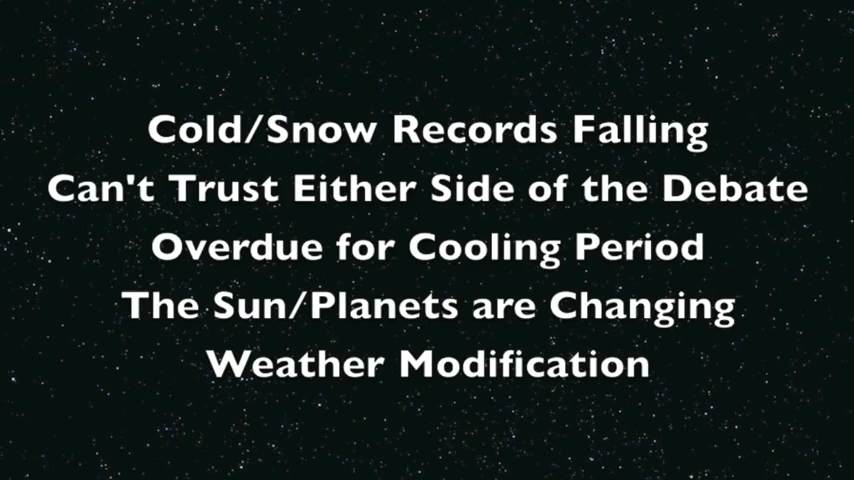 Cold/Snow Records Falling
Can't Trust Either Side of the Debate
Overdue for Cooling Period
The Sun/Planets are Changing
Weather Modification